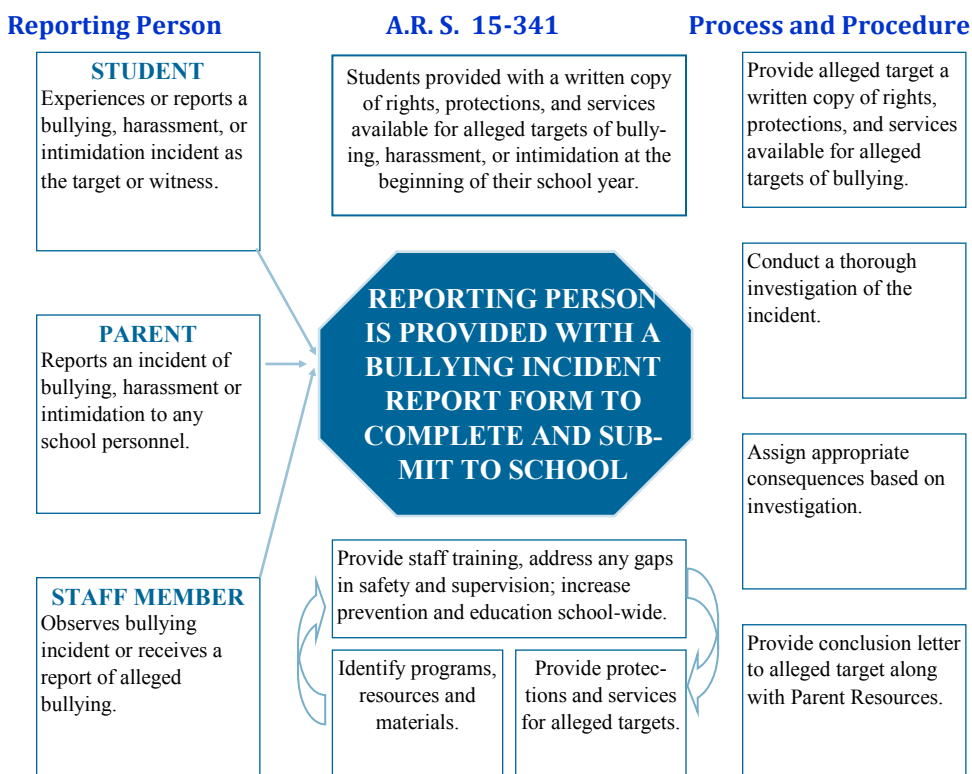 Reporting Person
A.R. S. 15-341
Process and Procedure
STUDENT
Experiences or reports a
bullying, harassment, or
intimidation incident as
the target or witness.
PARENT
Reports an incident of
bullying, harassment or
intimidation to any
school personnel.
STAFF MEMBER
Observes bullying
incident or receives a
report of alleged
bullying.
Students provided with a written copy
of rights, protections, and services
available for alleged targets of bully-
ing, harassment, or intimidation at the
beginning of their school year.
REPORTING PERSON
IS PROVIDED WITH A
BULLYING INCIDENT
REPORT FORM TO
COMPLETE AND SUB-
MIT TO SCHOOL
Provide staff training, address any gaps
in safety and supervision; increase
prevention and education school-wide.
Identify programs,
resources and
materials.
Provide protec-
tions and services
for alleged targets.
Provide alleged target a
written copy of rights,
protections, and services
available for alleged
targets of bullying.
Conduct a thorough
investigation of the
incident.
Assign appropriate
consequences based on
investigation.
Provide conclusion letter
to alleged target along
with Parent Resources.